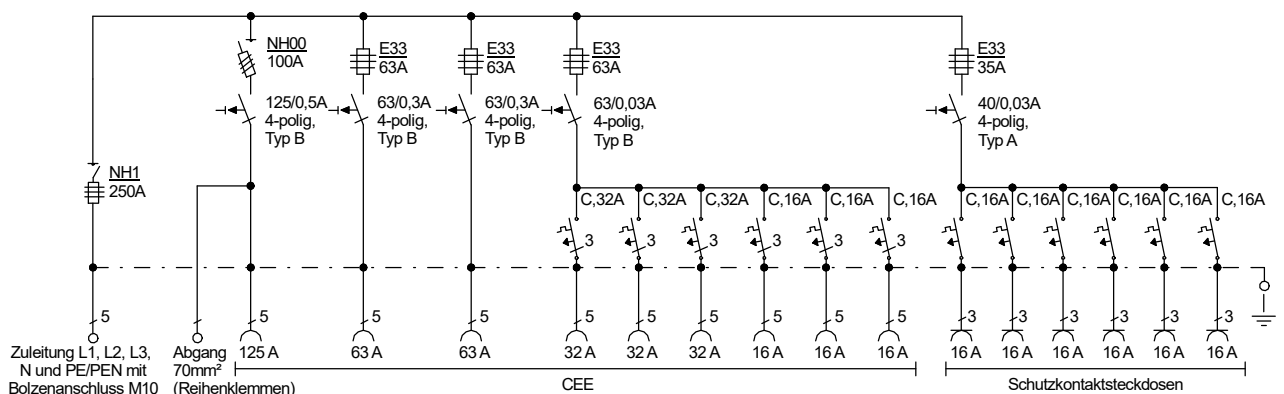 NH00
100A
E33
63A
E33
63A
E33
63A
E33
35A
125/0,5A
4-polig,
Typ B
63/0,3A
4-polig,
Typ B
63/0,3A
4-polig,
Typ B
63/0,03A
4-polig,
Typ B
40/0,03A
4-polig,
Typ A
NH1
250A
C,32A C,32A C,32A C,16A C,16A C,16A
C,16A C,16A C,16A C,16A C,16A C,16A
3 3 3 3 3 3
5 5 5 5 5 5 5 5 5 5
3 3 3 3 3 3
Zuleitung L1, L2, L3,
N und PE/PEN mit
Bolzenanschluss M10
Abgang
70mm²
(Reihenklemmen)
125 A 63 A 63 A 32 A 32 A 32 A 16 A 16 A 16 A
16 A 16 A 16 A 16 A 16 A 16 A
CEE
Schutzkontaktsteckdosen